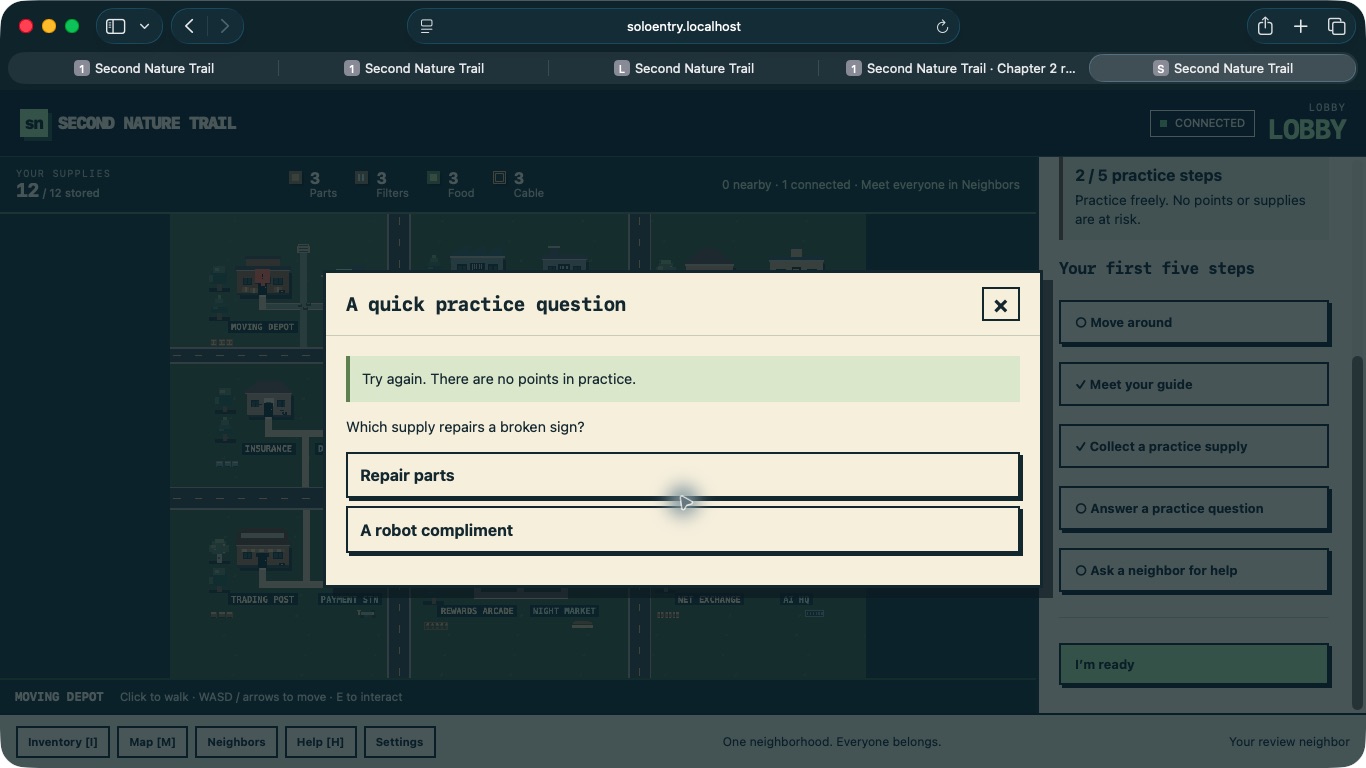 soloentry.localhost
1 Second Nature Trail
1 Second Nature Trail
L Second Nature Trail
1 Second Nature Trail · Chapter 2 r...
S Second Nature Trail
sn SECOND NATURE TRAIL
CONNECTED
LOBBY
LOBBY
YOUR SUPPLIES
12 / 12 stored
3 Parts
3 Filters
3 Food
3 Cable
0 nearby · 1 connected · Meet everyone in Neighbors
MOVING DEPOT
INSURANCE
TRADING POST
PAYMENT STN
REWARDS ARCADE
NIGHT MARKET
NET EXCHANGE
AI HQ
A quick practice question
Try again. There are no points in practice.
Which supply repairs a broken sign?
Repair parts
A robot compliment
2 / 5 practice steps
Practice freely. No points or supplies
are at risk.
Your first five steps
Move around
✓ Meet your guide
✓ Collect a practice supply
Answer a practice question
Ask a neighbor for help
I'm ready
MOVING DEPOT Click to walk · WASD / arrows to move · E to interact
Inventory [I]
Map [M]
Neighbors
Help [H]
Settings
One neighborhood. Everyone belongs.
Your review neighbor